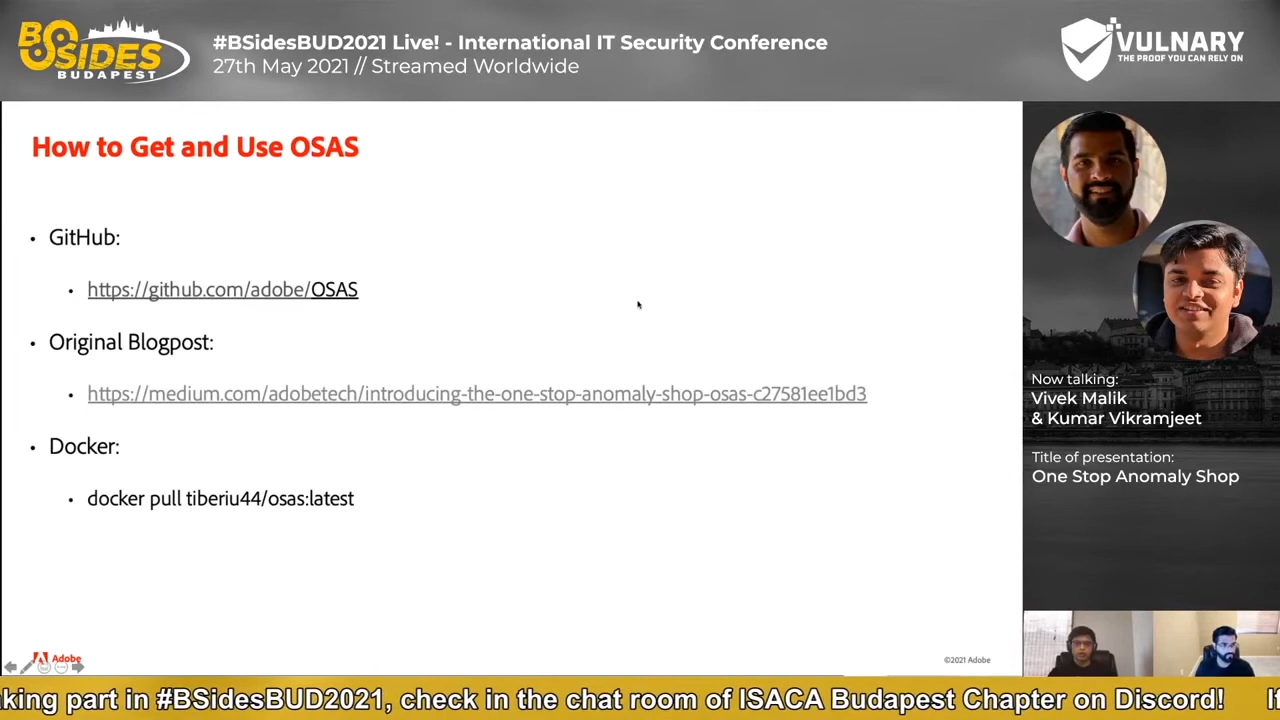 BSIDES
BUDAPEST
#BSidesBUD2021 Live! - International IT Security Conference
27th May 2021 // Streamed Worldwide
VULNARY
THE PROOF YOU CAN RELY ON
How to Get and Use OSAS
• GitHub:
• https://github.com/adobe/OSAS
• Original Blogpost:
• https://medium.com/adobetech/introducing-the-one-stop-anomaly-shop-osas-c27581ee1bd3
• Docker:
• docker pull tiberiu44/osas:latest
Now talking:
Vivek Malik
& Kumar Vikramjeet
Title of presentation:
One Stop Anomaly Shop
Adobe
©2021 Adobe
king part in #BSidesBUD2021, check in the chat room of ISACA Budapest Chapter on Discord!